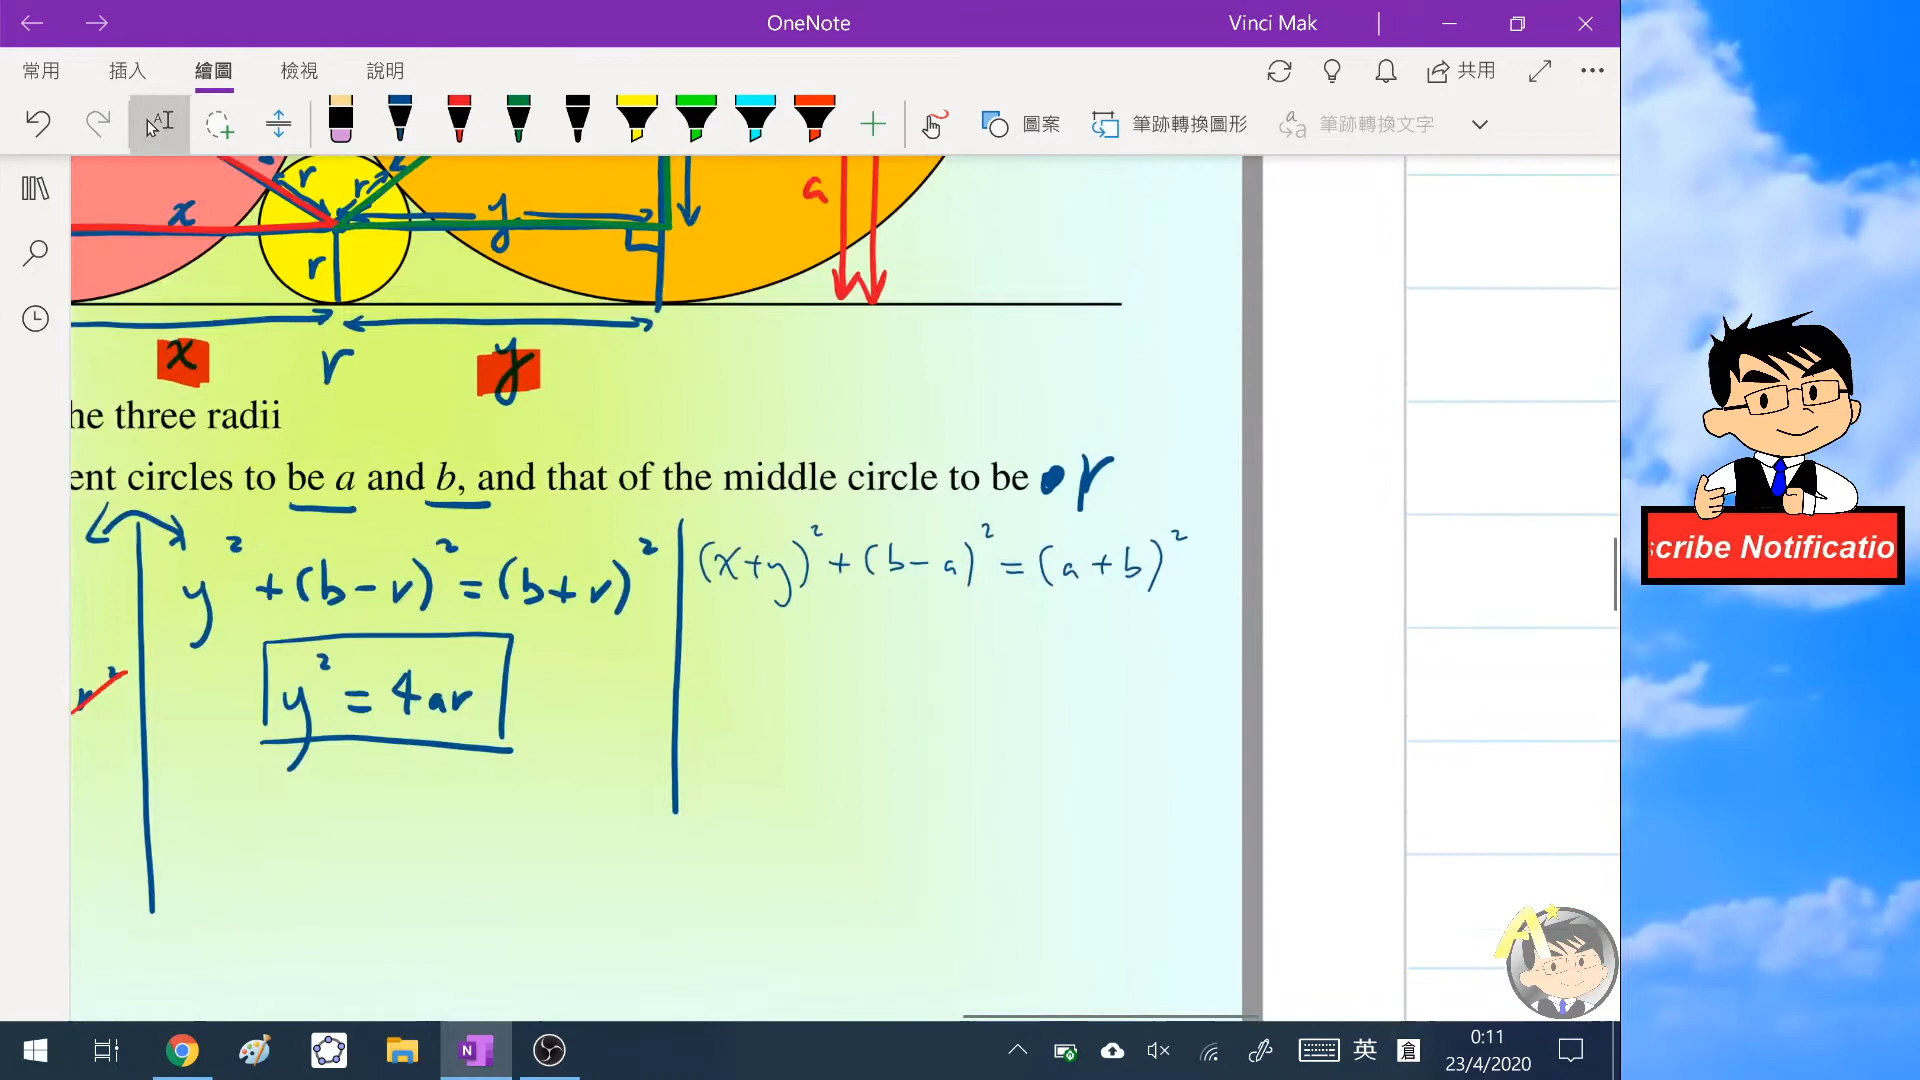 OneNote
Vinci Mak
常用 插入 繪圖 檢視 說明
共用
圖案 筆跡轉換圖形 筆跡轉換文字
r r
x y
a
r
x r y
he three radii
ent circles to be a and b, and that of the middle circle to be r
y² + (b - r)² = (b + r)²
(x+y)² + (b - a)² = (a + b)²
r²
y² = 4ar
cribe Notificatio
A
英 倉
0:11
23/4/2020